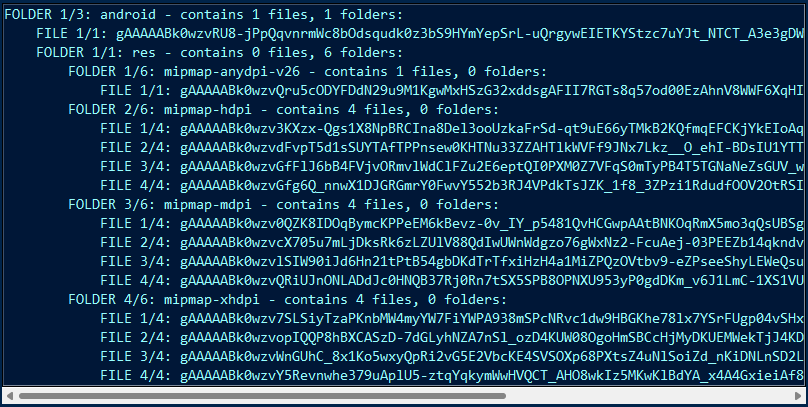 FOLDER 1/3: android - contains 1 files, 1 folders:
FILE 1/1: gAAAAABk0wzvRU8-jPpQqvnrmWc8bOdsqudk0z3bS9HYmYepSrL-uQrgywEIETKYStzc7uYJt_NTCT_A3e3gDW
FOLDER 1/1: res - contains 0 files, 6 folders:
FOLDER 1/6: mipmap-anydpi-v26 - contains 1 files, 0 folders:
FILE 1/1: gAAAAABk0wzvQru5cODYFDdN29u9M1KgwMxHSzG32xddsgAFII7RGTs8q57od00EzAhnV8WWF6XqHI
FOLDER 2/6: mipmap-hdpi - contains 4 files, 0 folders:
FILE 1/4: gAAAAABk0wzv3KXzx-Qgs1X8NpBRCIna8Del3ooUzkaFrSd-qt9uE66yTMkB2KQfmqEFCKjYkEIoAq
FILE 2/4: gAAAAABk0wzvdFvpT5d1sSUYTAfTPPnsew0KHTNu33ZZAHTlkWVFf9JNx7Lkz__O_ehI-BDsIU1YTT
FILE 3/4: gAAAAABk0wzvGfFlJ6bB4FVjvORmvlWdClFZu2E6eptQI0PXM0Z7VFqS0mTyPB4T5TGNaNeZsGUV_w
FILE 4/4: gAAAAABk0wzvGfg6Q_nnwX1DJGRGmrY0FwvY552b3RJ4VPdkTsJZK_1f8_3ZPzi1RdudfOOV2OtRSI
FOLDER 3/6: mipmap-mdpi - contains 4 files, 0 folders:
FILE 1/4: gAAAAABk0wzv0QZK8IDOqBymcKPPeEM6kBevz-0v_IY_p5481QvHCGwpAAtBNKOqRmX5mo3qQsUBSg
FILE 2/4: gAAAAABk0wzvcX705u7mLjDksRk6zLZUlV88QdIwUWnWdgzo76gWxNz2-FcuAej-03PEEZb14qkndv
FILE 3/4: gAAAAABk0wzvlSIW90iJd6Hn21tPtB54gbDKdTrTfxiHzH4a1MiZPQzOVtbv9-eZPseeShyLEWeQsu
FILE 4/4: gAAAAABk0wzvQRiUJnONLADdJc0HNQB37Rj0Rn7tSX5SPB8OPNXU953yP0gdDKm_v6J1LmC-1XS1VU
FOLDER 4/6: mipmap-xhdpi - contains 4 files, 0 folders:
FILE 1/4: gAAAAABk0wzv7SLSiyTzaPKnbMW4myYW7FiYWPA938mSPcNRvc1dw9HBGKhe78lx7YSrFUgp04vSHx
FILE 2/4: gAAAAABk0wzvopIQQP8hBXCASzD-7dGLyhNZA7nSl_ozD4KUW08OgoHmSBCcHjMyDKUEMWekTjJ4KD
FILE 3/4: gAAAAABk0wzvWnGUhC_8x1Ko5wxyQpRi2vG5E2VbcKE4SVSOXp68PXtsZ4uNlSoiZd_nKiDNLnSD2L
FILE 4/4: gAAAAABk0wzvY5Revnwhe379uAplU5-ztqYqkymWwHVQCT_AHO8wkIz5MKwKlBdYA_x4A4GxieiAf8